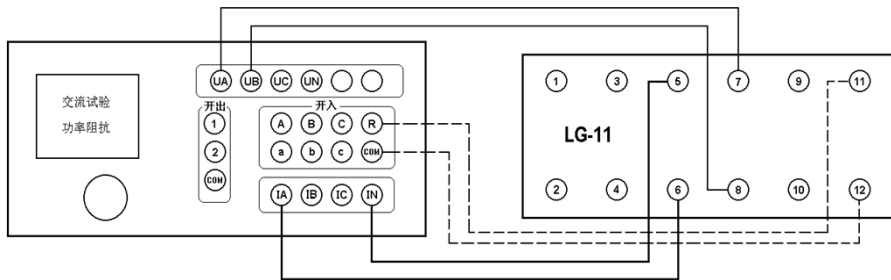 UA UB UC UN
交流试验
功率阻抗
开出
1
2
COM
开入
A B C R
a b c COM
IA IB IC IN
1 3 5 7 9 11
LG-11
2 4 6 8 10 12